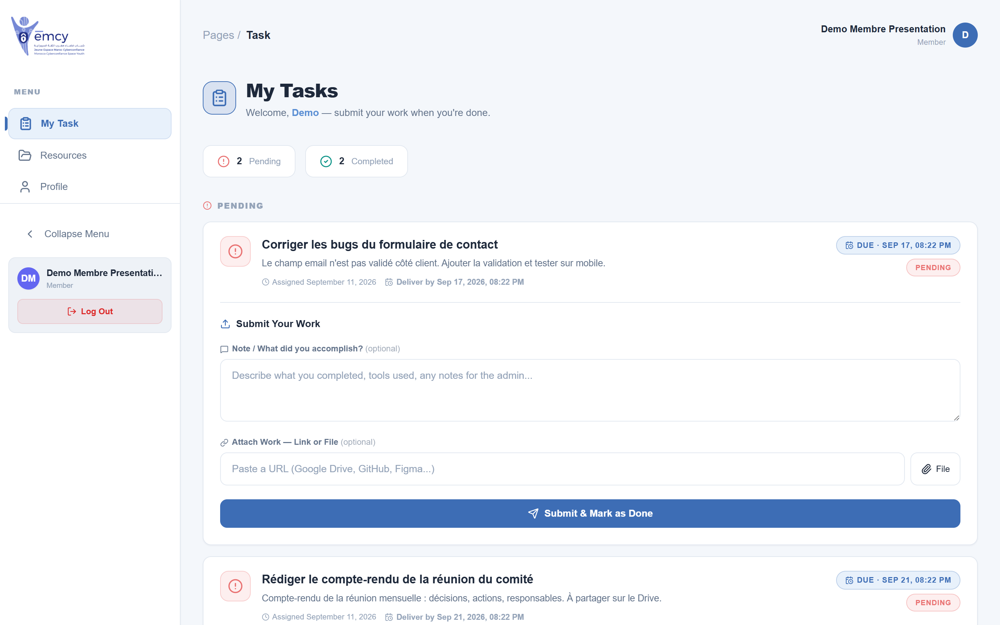 emcy
شباب فضاء مغرب الثقة السيبرانية
Jeune-Espace Maroc Cyberconfiance
Morocco Cyberconfiance Space Youth
MENU
My Task
Resources
Profile
Collapse Menu
DM
Demo Membre Presentati...
Member
Log Out
Pages / Task
Demo Membre Presentation
Member
D
My Tasks
Welcome, Demo — submit your work when you're done.
2 Pending
2 Completed
PENDING
Corriger les bugs du formulaire de contact
DUE · SEP 17, 08:22 PM
Le champ email n'est pas validé côté client. Ajouter la validation et tester sur mobile.
PENDING
Assigned September 11, 2026 Deliver by Sep 17, 2026, 08:22 PM
Submit Your Work
Note / What did you accomplish? (optional)
Describe what you completed, tools used, any notes for the admin...
Attach Work — Link or File (optional)
Paste a URL (Google Drive, GitHub, Figma...)
File
Submit & Mark as Done
Rédiger le compte-rendu de la réunion du comité
DUE · SEP 21, 08:22 PM
Compte-rendu de la réunion mensuelle : décisions, actions, responsables. À partager sur le Drive.
PENDING
Assigned September 11, 2026 Deliver by Sep 21, 2026, 08:22 PM